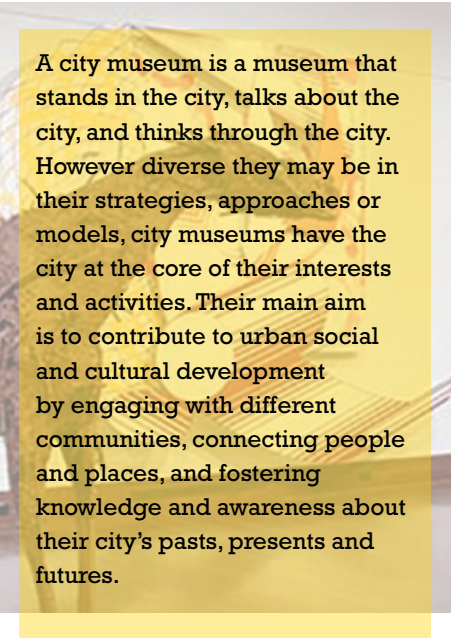 A city museum is a museum that
stands in the city, talks about the
city, and thinks through the city.
However diverse they may be in
their strategies, approaches or
models, city museums have the
city at the core of their interests
and activities. Their main aim
is to contribute to urban social
and cultural development
by engaging with different
communities, connecting people
and places, and fostering
knowledge and awareness about
their city’s pasts, presents and
futures.